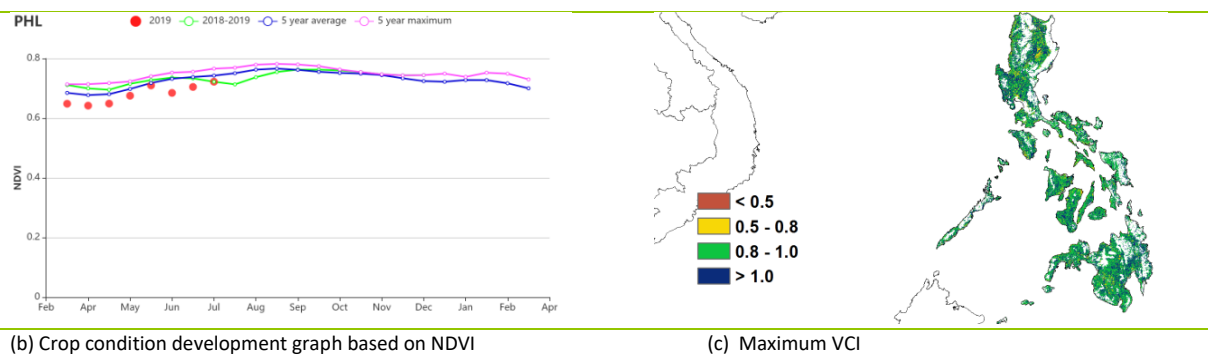 PHL
2019 2018-2019 5 year average 5 year maximum
0.8
0.6
0.4
0.2
0
NDVI
Feb Apr May Jun Jul Aug Sep Oct Nov Dec Jan Feb Apr
< 0.5
0.5 - 0.8
0.8 - 1.0
> 1.0
(b) Crop condition development graph based on NDVI
(c) Maximum VCI